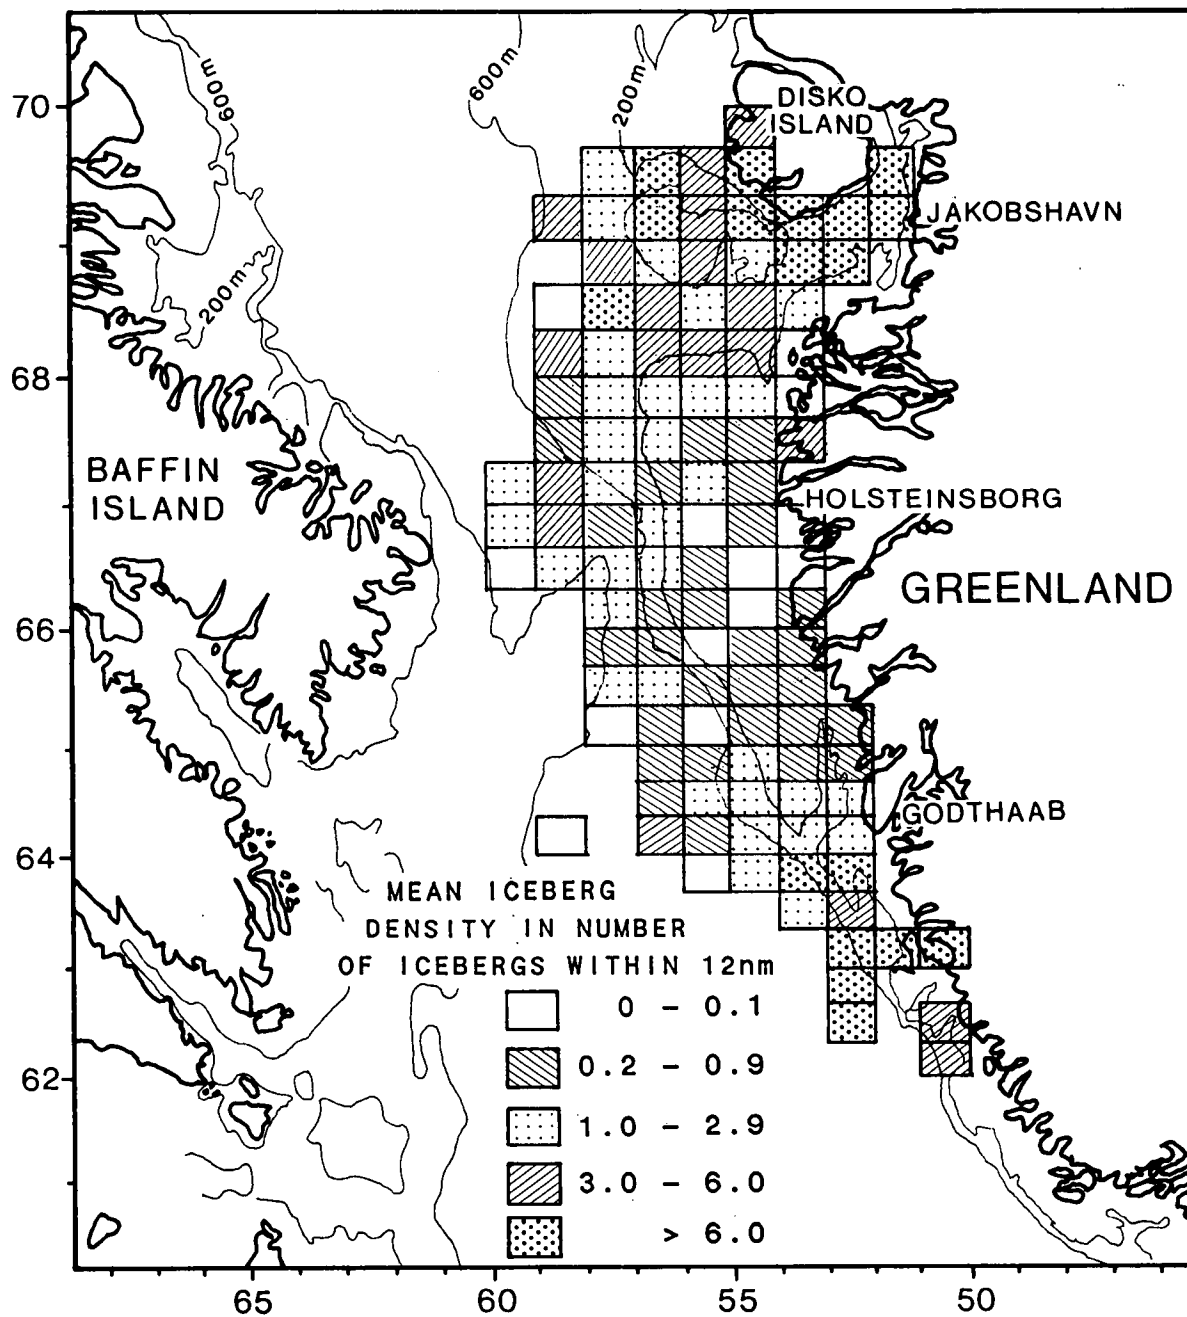 600m
600m
200m
DISKO
ISLAND
70
JAKOBSHAVN
200m
68
BAFFIN
ISLAND
HOLSTEINSBORG
GREENLAND
66
GODTHAAB
64
MEAN ICEBERG
DENSITY IN NUMBER
OF ICEBERGS WITHIN 12nm
0 - 0.1
0.2 - 0.9
62
1.0 - 2.9
3.0 - 6.0
> 6.0
65 60 55 50